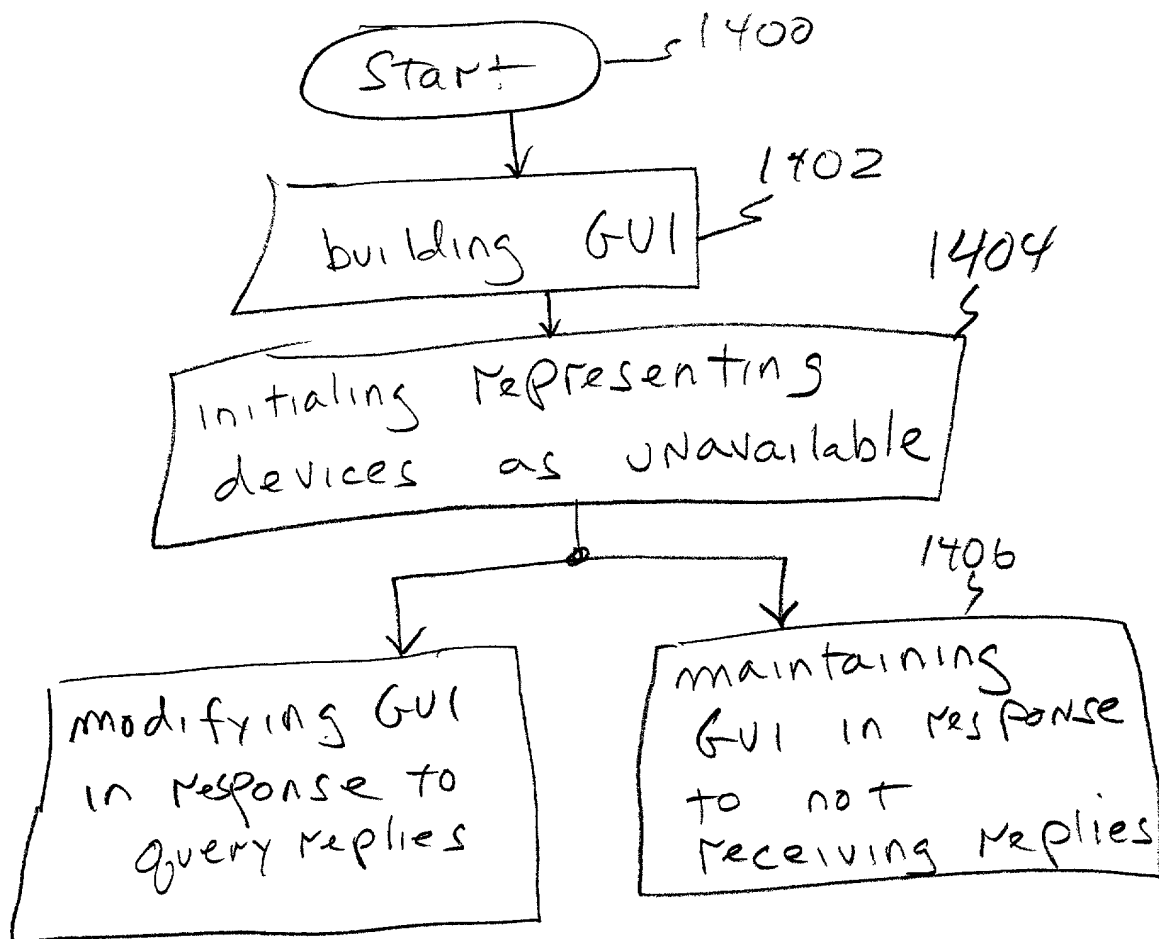 Start
1400
1402
building GUI
1404
initialing representing
devices as unavailable
1406
modifying GUI
in response to
query replies
maintaining
GUI in response
to not
receiving replies